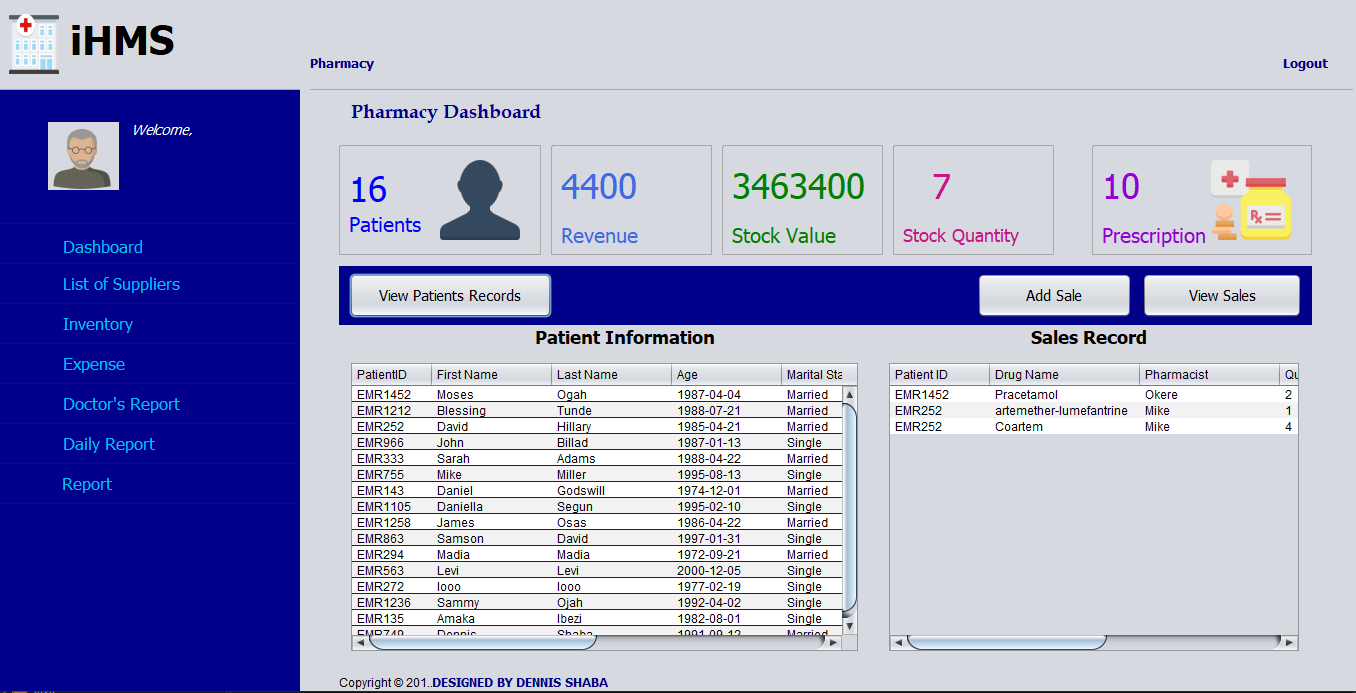 iHMS
Pharmacy
Logout
Welcome,
Dashboard
List of Suppliers
Inventory
Expense
Doctor's Report
Daily Report
Report
Pharmacy Dashboard
16
Patients
4400
Revenue
3463400
Stock Value
7
Stock Quantity
10
Prescription
Rx
View Patients Records
Add Sale
View Sales
Patient Information
PatientID First Name Last Name Age Marital Sta
EMR1452 Moses Ogah 1987-04-04 Married
EMR1212 Blessing Tunde 1988-07-21 Married
EMR252 David Hillary 1985-04-21 Married
EMR966 John Billad 1987-01-13 Single
EMR333 Sarah Adams 1988-04-22 Married
EMR755 Mike Miller 1995-08-13 Single
EMR143 Daniel Godswill 1974-12-01 Married
EMR1105 Daniella Segun 1995-02-10 Single
EMR1258 James Osas 1986-04-22 Married
EMR863 Samson David 1997-01-31 Single
EMR294 Madia Madia 1972-09-21 Married
EMR563 Levi Levi 2000-12-05 Single
EMR272 looo looo 1977-02-19 Single
EMR1236 Sammy Ojah 1992-04-02 Single
EMR135 Amaka Ibezi 1982-08-01 Single
EMR749 Dennis Shaba 1991-09-12 Married
Sales Record
Patient ID Drug Name Pharmacist Qu
EMR1452 Pracetamol Okere 2
EMR252 artemether-lumefantrine Mike 1
EMR252 Coartem Mike 4
Copyright © 201..DESIGNED BY DENNIS SHABA